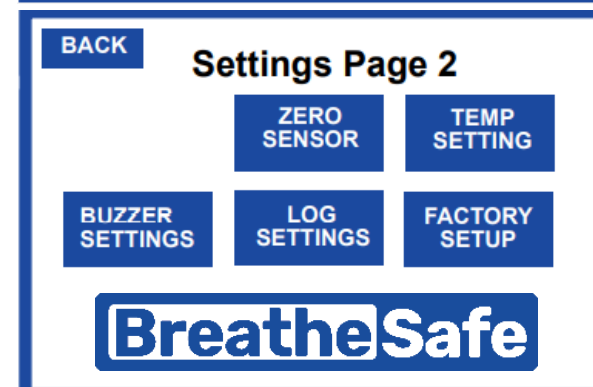 BACK
Settings Page 2
ZERO
SENSOR
TEMP
SETTING
BUZZER
SETTINGS
LOG
SETTINGS
FACTORY
SETUP
BreatheSafe